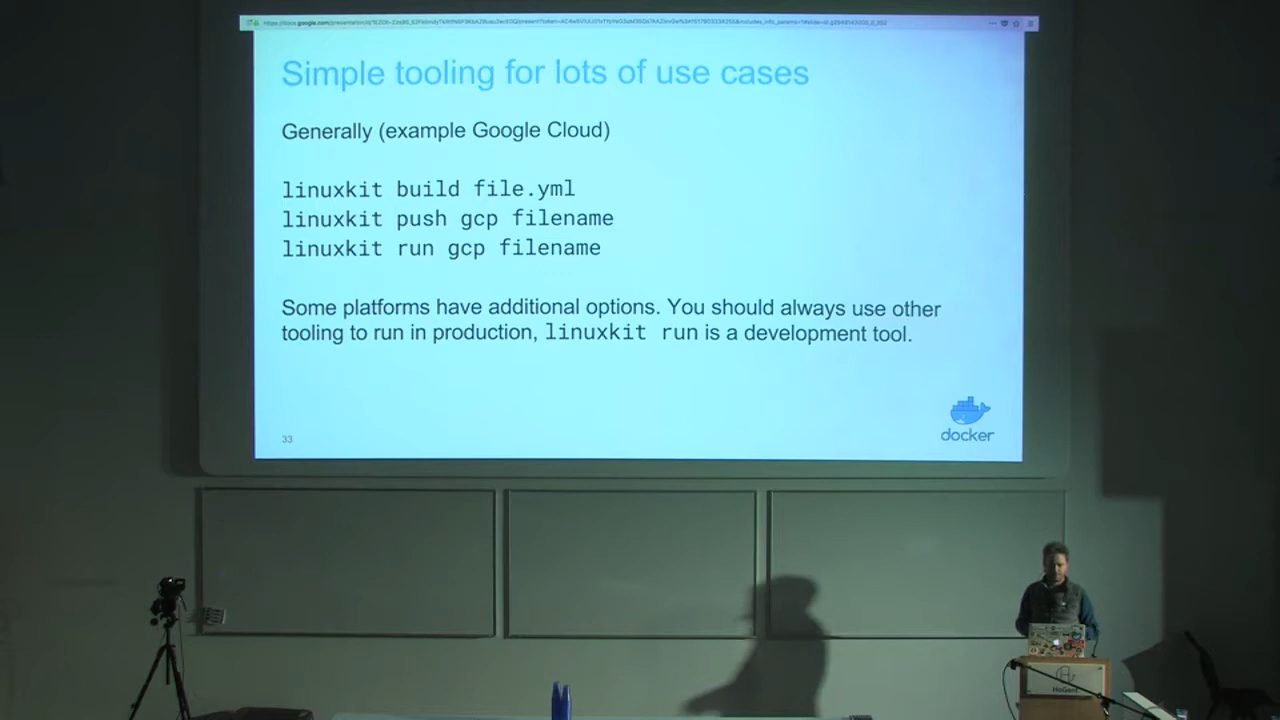 Simple tooling for lots of use cases
Generally (example Google Cloud)
linuxkit build file.yml
linuxkit push gcp filename
linuxkit run gcp filename
Some platforms have additional options. You should always use other
tooling to run in production, linuxkit run is a development tool.
33
docker
HoGent